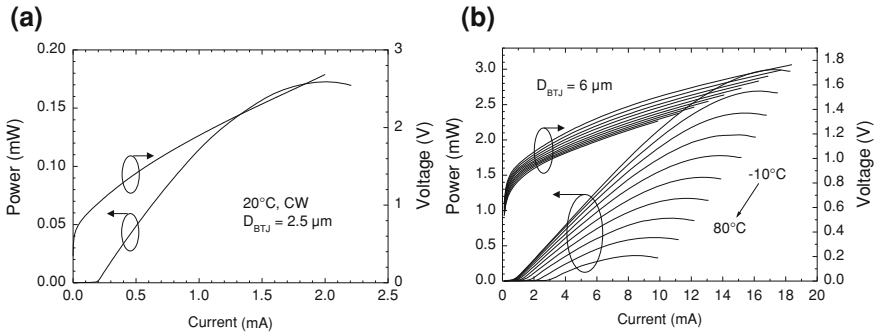 (a)
0.20
0.15
0.10
0.05
0.00
Power (mW)
3
2
1
0
Voltage (V)
20°C, CW
D_BTJ = 2.5 µm
0.0 0.5 1.0 1.5 2.0 2.5
Current (mA)
(b)
3.0
2.5
2.0
1.5
1.0
0.5
0.0
Power (mW)
1.8
1.6
1.4
1.2
1.0
0.8
0.6
0.4
0.2
0.0
Voltage (V)
D_BTJ = 6 µm
-10°C
80°C
0 2 4 6 8 10 12 14 16 18 20
Current (mA)